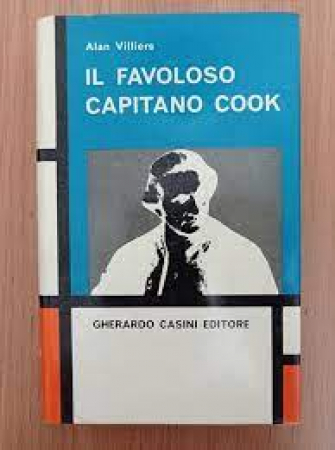 Alan Villiers
IL FAVOLOSO
CAPITANO COOK
GHERARDO CASINI EDITORE